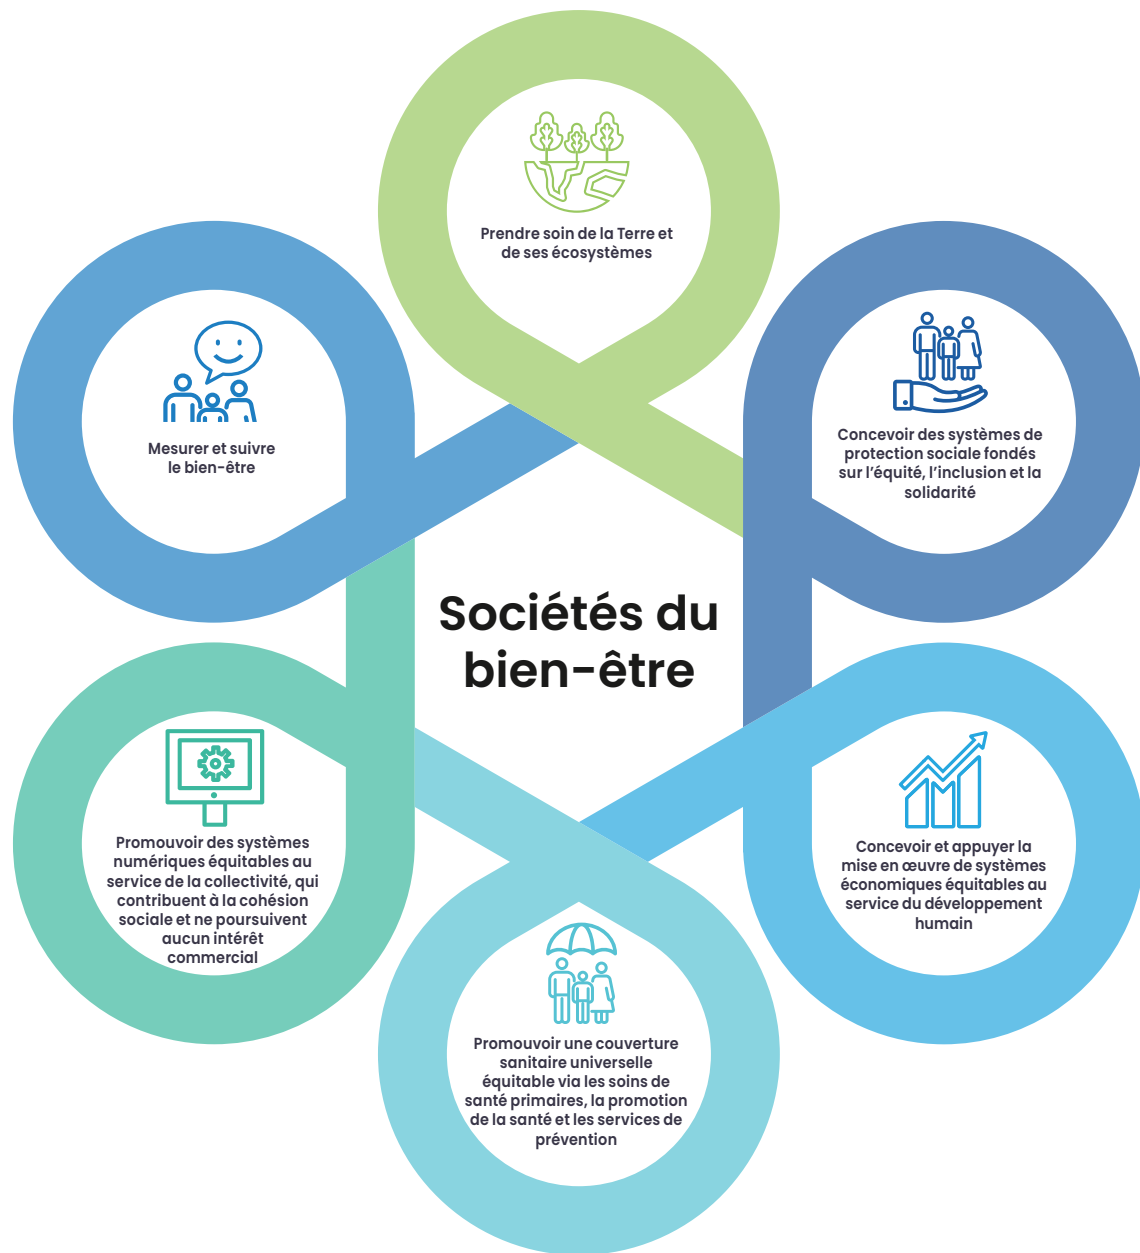 Prendre soin de la Terre et
de ses écosystèmes
Mesurer et suivre
le bien-être
Concevoir des systèmes de
protection sociale fondés
sur l’équité, l’inclusion et la
solidarité
Sociétés du
bien-être
Promouvoir des systèmes
numériques équitables au
service de la collectivité, qui
contribuent à la cohésion
sociale et ne poursuivent
aucun intérêt
commercial
Concevoir et appuyer la
mise en œuvre de systèmes
économiques équitables au
service du développement
humain
Promouvoir une couverture
sanitaire universelle
équitable via les soins de
santé primaires, la promotion
de la santé et les services de
prévention